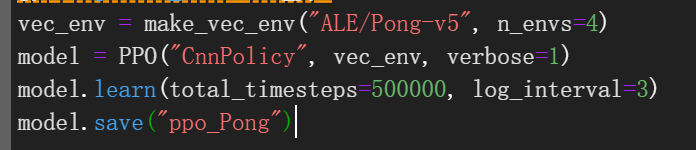 vec_env = make_vec_env("ALE/Pong-v5", n_envs=4)
model = PPO("CnnPolicy", vec_env, verbose=1)
model.learn(total_timesteps=500000, log_interval=3)
model.save("ppo_Pong")